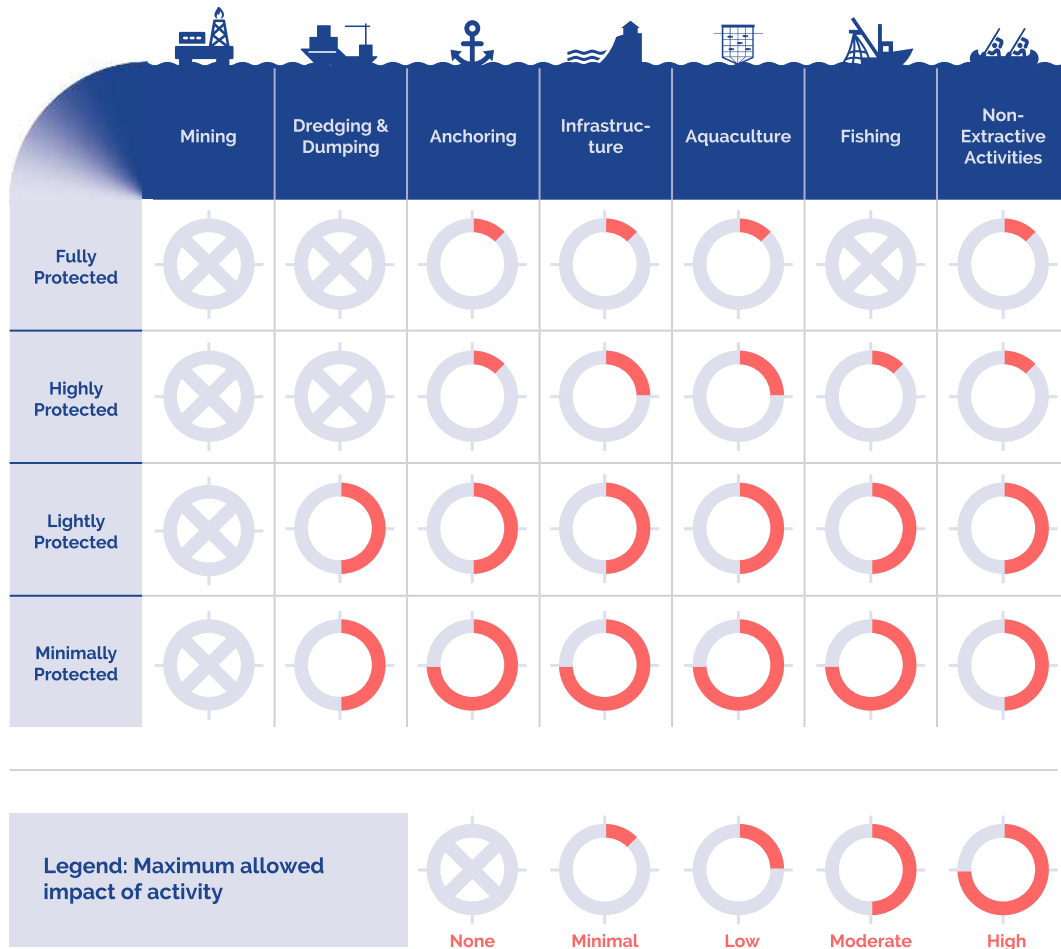 Mining
Dredging &
Dumping
Anchoring
Infrastruc-
ture
Aquaculture
Fishing
Non-
Extractive
Activities
Fully
Protected
Highly
Protected
Lightly
Protected
Minimally
Protected
Legend: Maximum allowed
impact of activity
None
Minimal
Low
Moderate
High